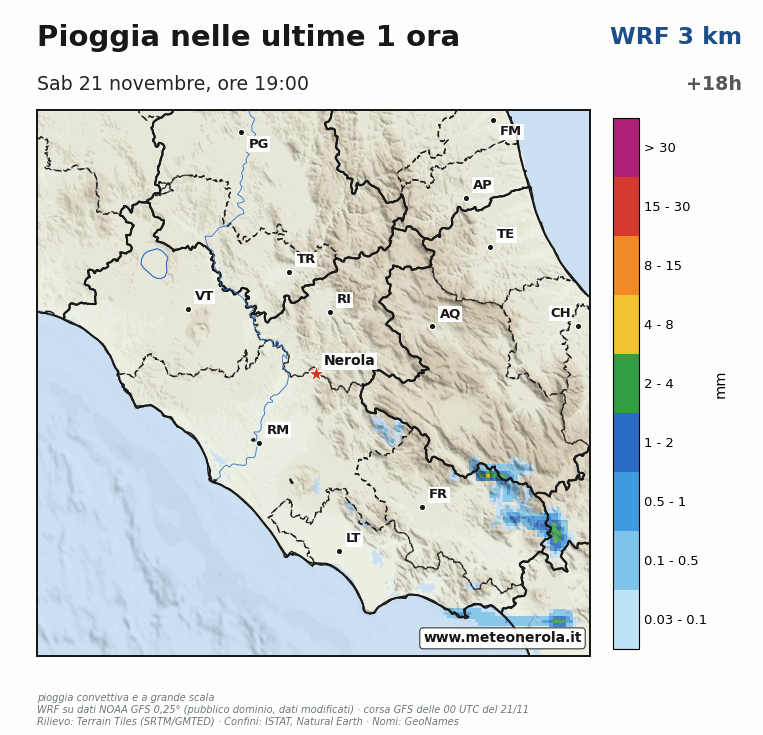 Pioggia nelle ultime 1 ora
WRF 3 km
Sab 21 novembre, ore 19:00
+18h
FM
PG
AP
TE
TR
VT
RI
AQ
CH
Nerola
RM
FR
LT
www.meteonerola.it
> 30
15 - 30
8 - 15
4 - 8
2 - 4
1 - 2
0.5 - 1
0.1 - 0.5
0.03 - 0.1
mm
pioggia convettiva e a grande scala
WRF su dati NOAA GFS 0,25° (pubblico dominio, dati modificati) · corsa GFS delle 00 UTC del 21/11
Rilievo: Terrain Tiles (SRTM/GMTED) · Confini: ISTAT, Natural Earth · Nomi: GeoNames